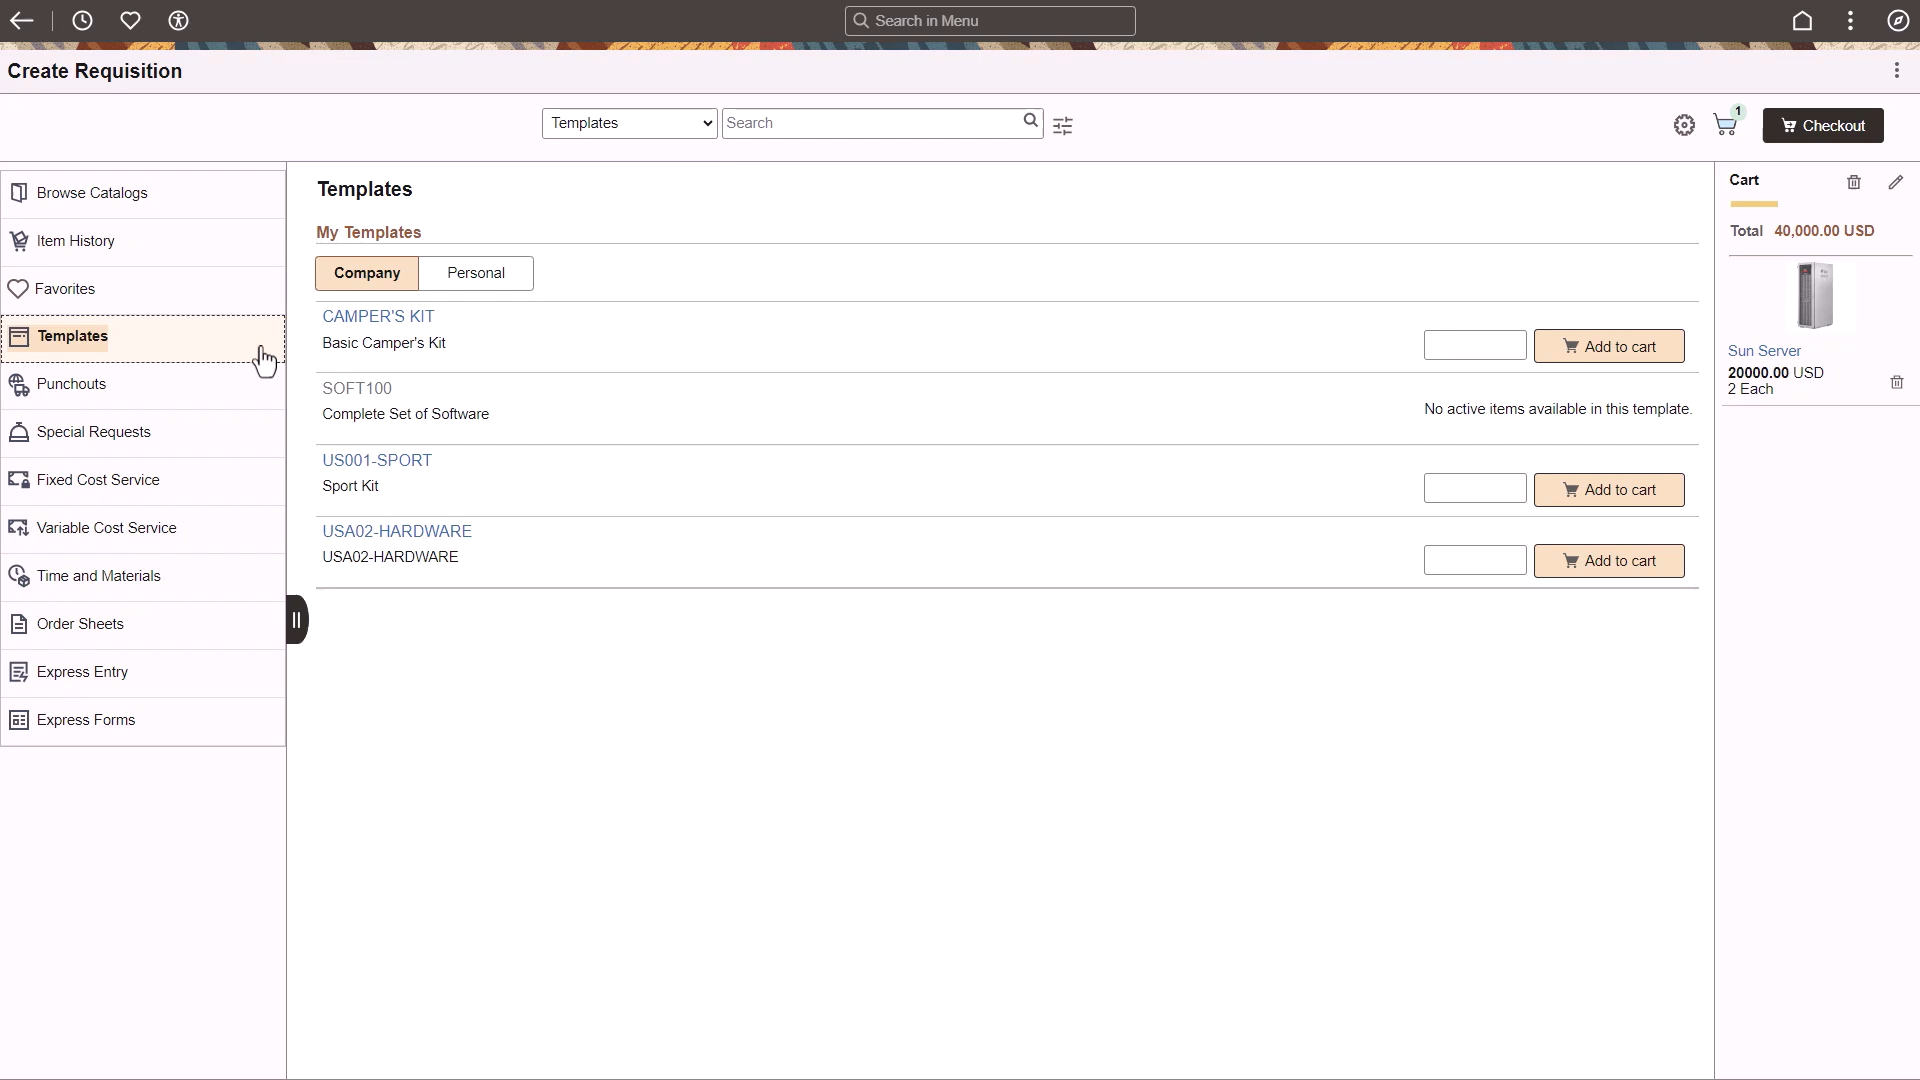 Search in Menu
Create Requisition
Templates
Search
1
Checkout
Browse Catalogs
Item History
Favorites
Templates
Punchouts
Special Requests
Fixed Cost Service
Variable Cost Service
Time and Materials
Order Sheets
Express Entry
Express Forms
Templates
My Templates
Company Personal
CAMPER'S KIT
Basic Camper's Kit
Add to cart
SOFT100
Complete Set of Software
No active items available in this template.
US001-SPORT
Sport Kit
Add to cart
USA02-HARDWARE
USA02-HARDWARE
Add to cart
Cart
Total 40,000.00 USD
Sun Server
20000.00 USD
2 Each